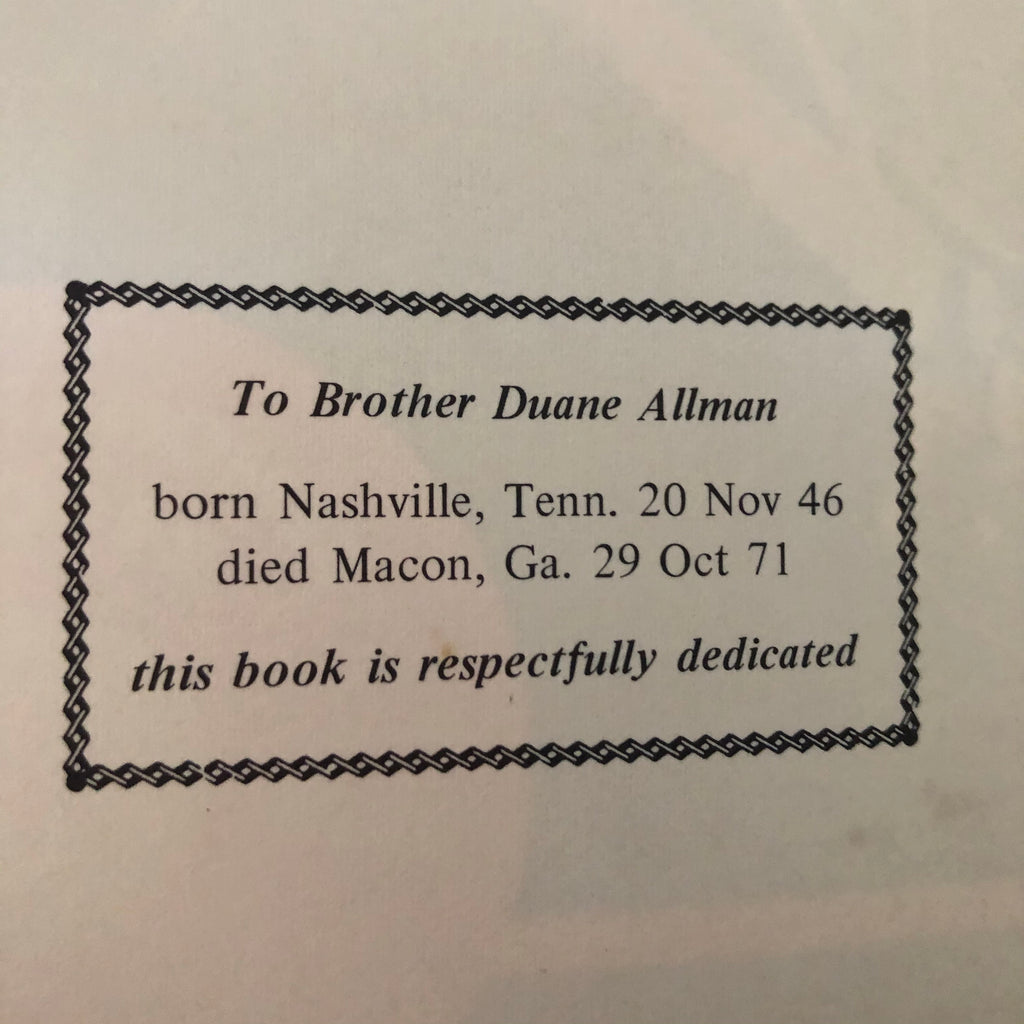 To Brother Duane Allman
born Nashville, Tenn. 20 Nov 46
died Macon, Ga. 29 Oct 71
this book is respectfully dedicated